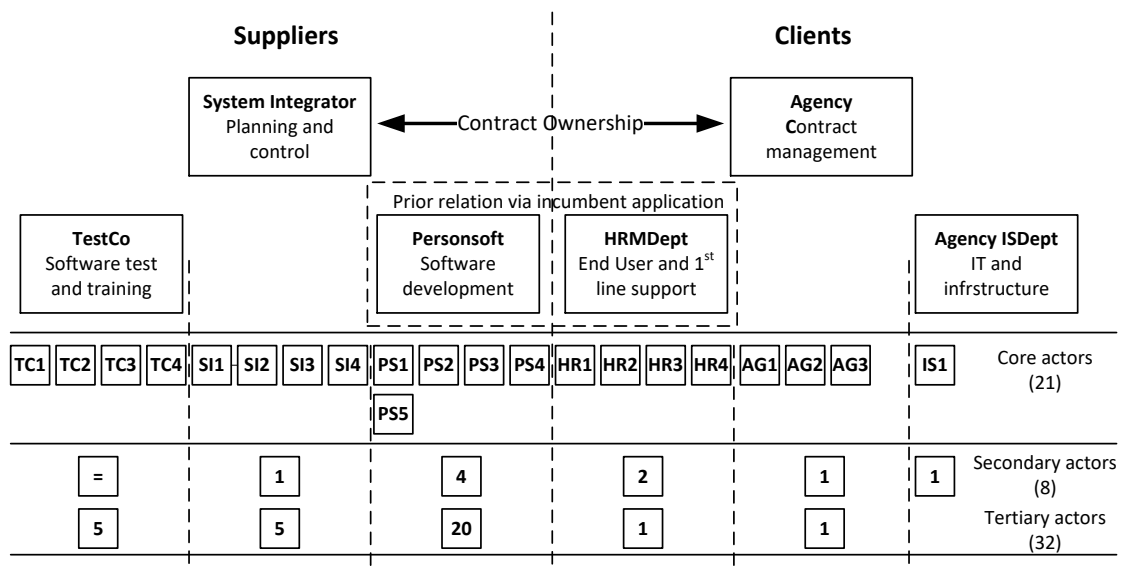 Suppliers
Clients
System Integrator
Planning and
control
Contract Ownership
Agency
Contract
management
Prior relation via incumbent application
TestCo
Software test
and training
Personsoft
Software
development
HRMDept
End User and 1st
line support
Agency ISDept
IT and
infrstructure
TC1 TC2 TC3 TC4 SI1 SI2 SI3 SI4 PS1 PS2 PS3 PS4 HR1 HR2 HR3 HR4 AG1 AG2 AG3 IS1
Core actors
(21)
PS5
= 1 4 2 1 1
Secondary actors
(8)
5 5 20 1 1
Tertiary actors
(32)